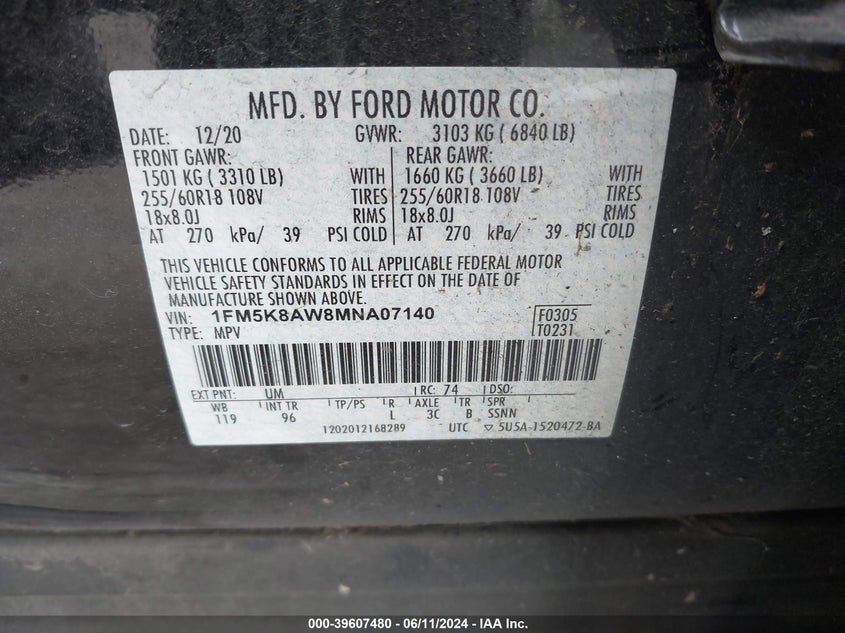 MFD. BY FORD MOTOR CO.
DATE: 12/20 GVWR: 3103 KG ( 6840 LB)
FRONT GAWR: REAR GAWR:
1501 KG ( 3310 LB) WITH 1660 KG ( 3660 LB) WITH
255/60R18 108V TIRES 255/60R18 108V TIRES
18x8.0J RIMS 18x8.0J RIMS
AT 270 kPa/ 39 PSI COLD AT 270 kPa/ 39 PSI COLD
THIS VEHICLE CONFORMS TO ALL APPLICABLE FEDERAL MOTOR
VEHICLE SAFETY STANDARDS IN EFFECT ON THE DATE OF
MANUFACTURE SHOWN ABOVE.
VIN: 1FM5K8AW8MNA07140 F0305
TYPE: MPV T0231
EXT PNT: UM RC: 74 DSO:
WB INT TR TP/PS R AXLE TR SPR
119 96 L 3C B SSNN
1202012168289 UTC ▽ 5U5A-1520472-BA
000-39607480 - 06/11/2024 - IAA Inc.